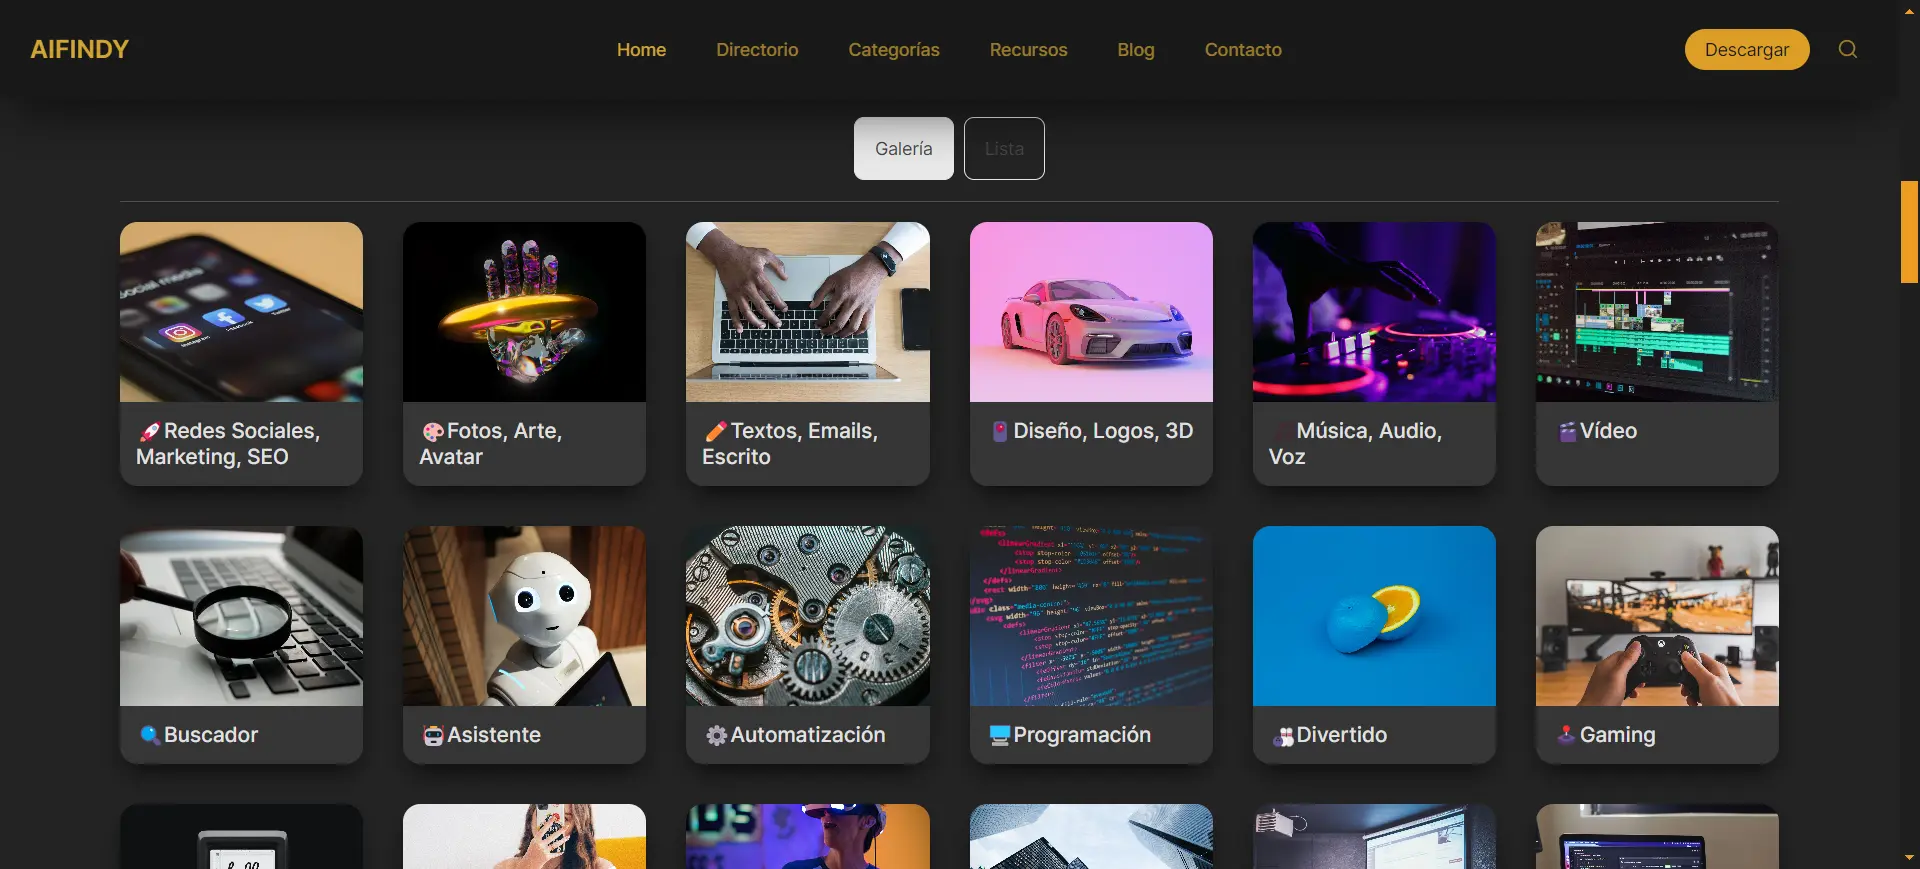 AIFINDY
Home
Directorio
Categorías
Recursos
Blog
Contacto
Descargar
Galería
Lista
Redes Sociales,
Marketing, SEO
Fotos, Arte,
Avatar
Textos, Emails,
Escrito
Diseño, Logos, 3D
Música, Audio,
Voz
Vídeo
Buscador
Asistente
Automatización
Programación
Divertido
Gaming